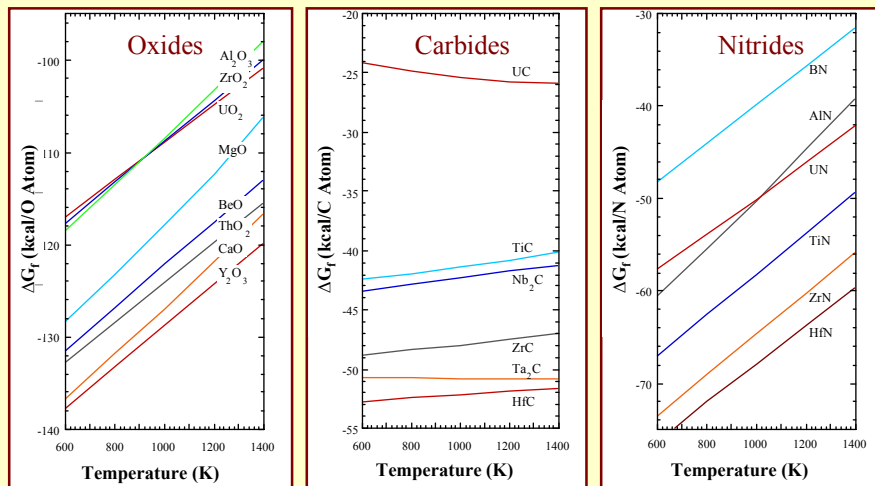 Oxides
-100
-110
-120
-130
-140
ΔG_f (kcal/O Atom)
Al₂O₃
ZrO₂
UO₂
MgO
BeO
ThO₂
CaO
Y₂O₃
600 800 1000 1200 1400
Temperature (K)
Carbides
-20
-25
-30
-35
-40
-45
-50
-55
ΔG_f (kcal/C Atom)
UC
TiC
Nb₂C
ZrC
Ta₂C
HfC
600 800 1000 1200 1400
Temperature (K)
Nitrides
-30
-40
-50
-60
-70
ΔG_f (kcal/N Atom)
BN
AlN
UN
TiN
ZrN
HfN
600 800 1000 1200 1400
Temperature (K)